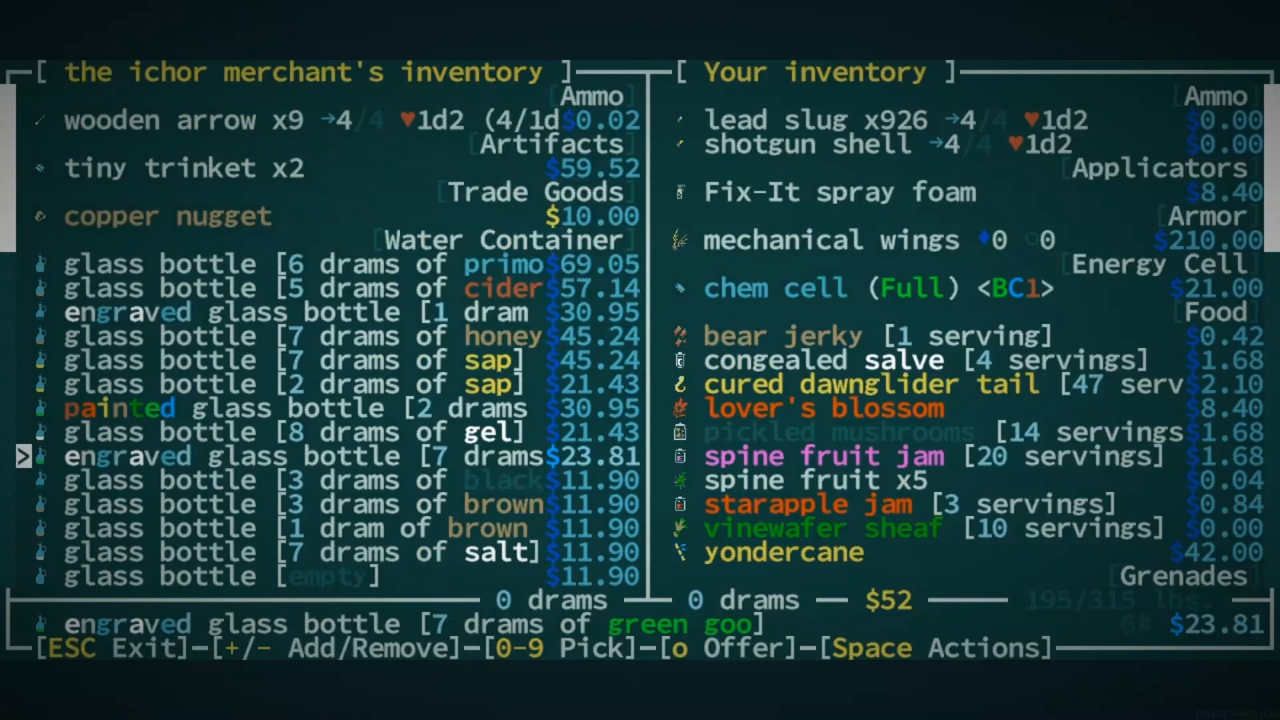 [ the ichor merchant's inventory ]
[Ammo]
wooden arrow x9 →4/4 ♥1d2 (4/1d$0.02
[Artifacts]
tiny trinket x2 $59.52
[Trade Goods]
copper nugget $10.00
[Water Container]
glass bottle [6 drams of primo$69.05
glass bottle [5 drams of cider$57.14
engraved glass bottle [1 dram $30.95
glass bottle [7 drams of honey$45.24
glass bottle [7 drams of sap] $45.24
glass bottle [2 drams of sap] $21.43
painted glass bottle [2 drams $30.95
glass bottle [8 drams of gel] $21.43
> engraved glass bottle [7 drams$23.81
glass bottle [3 drams of black$11.90
glass bottle [3 drams of brown$11.90
glass bottle [1 dram of brown $11.90
glass bottle [7 drams of salt]$11.90
glass bottle [empty] $11.90
[ Your inventory ]
[Ammo]
lead slug x926 →4/4 ♥1d2 $0.00
shotgun shell →4/4 ♥1d2 $0.00
[Applicators]
Fix-It spray foam $8.40
[Armor]
mechanical wings ♦0 ○0 $210.00
[Energy Cell]
chem cell (Full) <BC1> $21.00
[Food]
bear jerky [1 serving] $0.42
congealed salve [4 servings] $1.68
cured dawnglider tail [47 serv$2.10
lover's blossom $8.40
pickled mushrooms [14 servings$1.68
spine fruit jam [20 servings] $1.68
spine fruit x5 $0.04
starapple jam [3 servings] $0.84
vinewafer sheaf [10 servings] $0.00
yondercane $42.00
[Grenades]
0 drams 0 drams — $52 195/315 lbs.
engraved glass bottle [7 drams of green goo] 6# $23.81
[ESC Exit]-[+/- Add/Remove]-[0-9 Pick]-[o Offer]-[Space Actions]